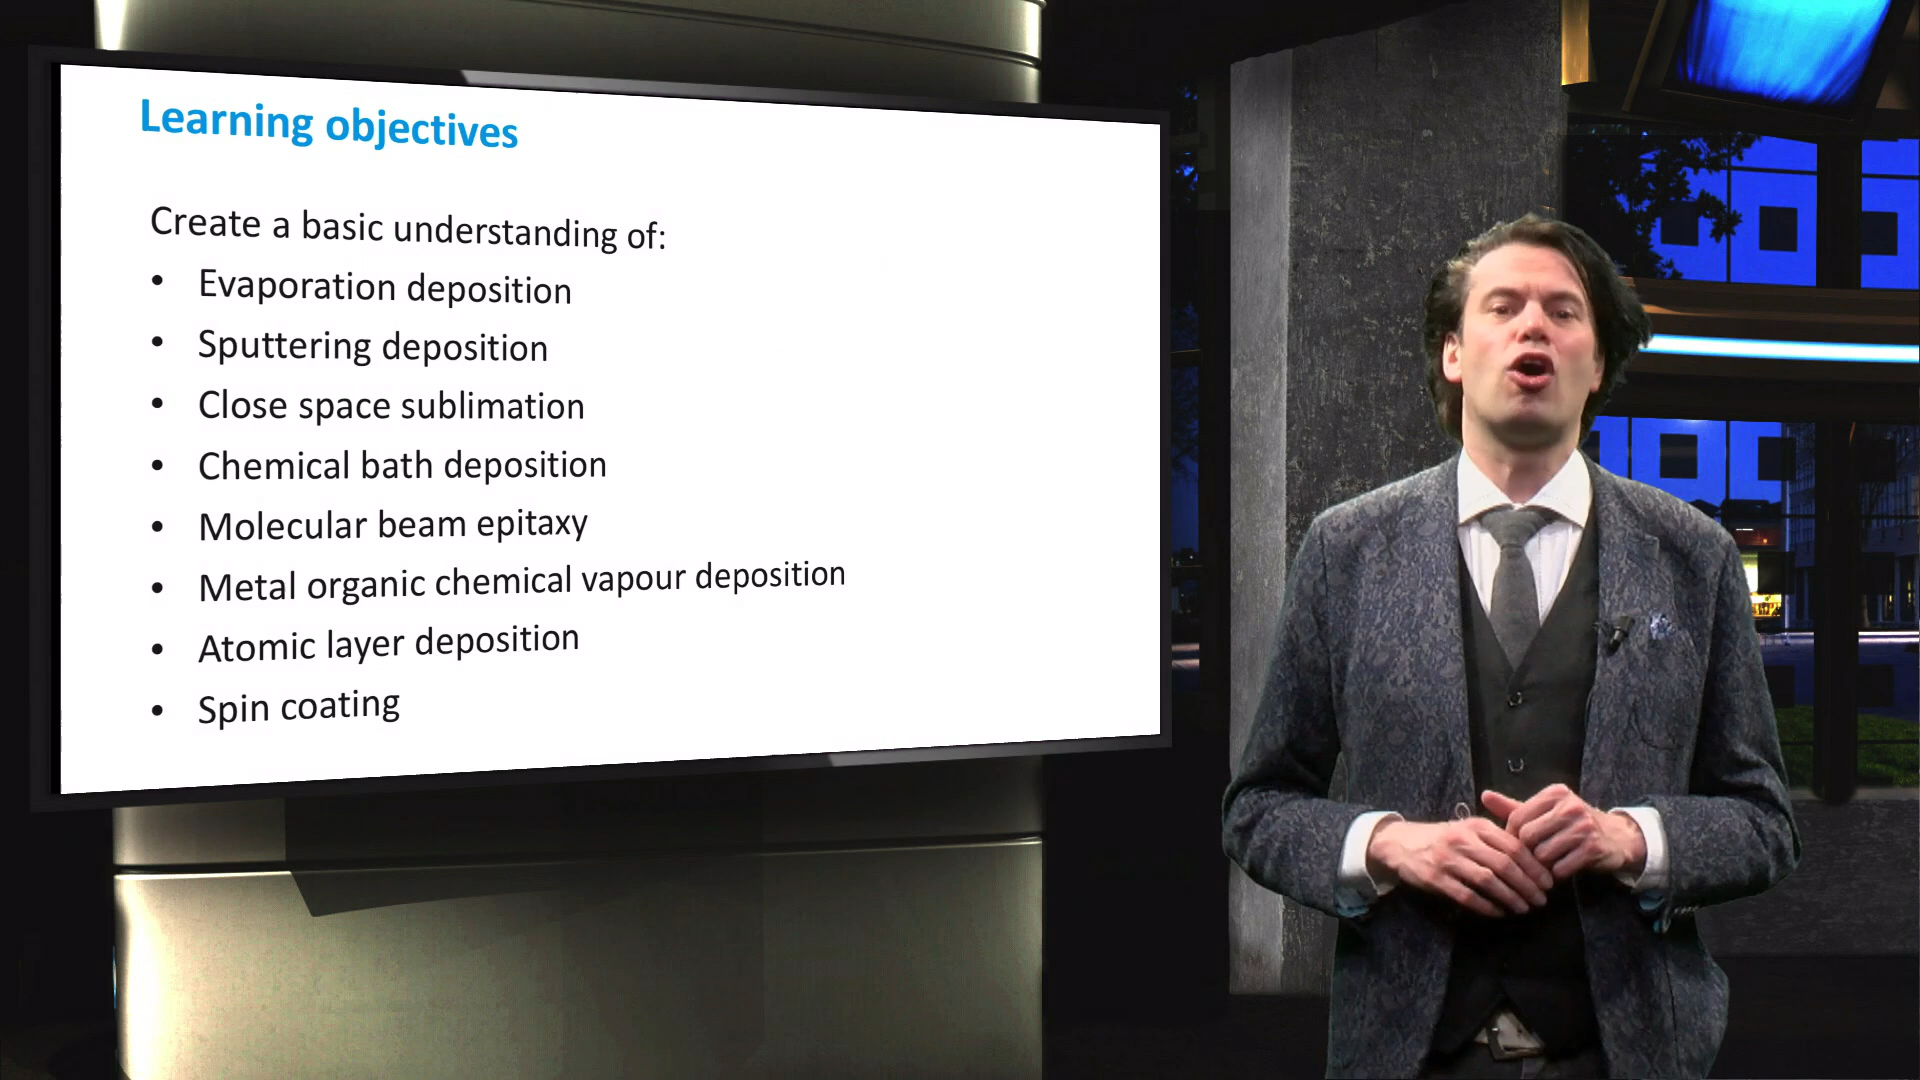 Learning objectives
Create a basic understanding of:
• Evaporation deposition
• Sputtering deposition
• Close space sublimation
• Chemical bath deposition
• Molecular beam epitaxy
• Metal organic chemical vapour deposition
• Atomic layer deposition
• Spin coating